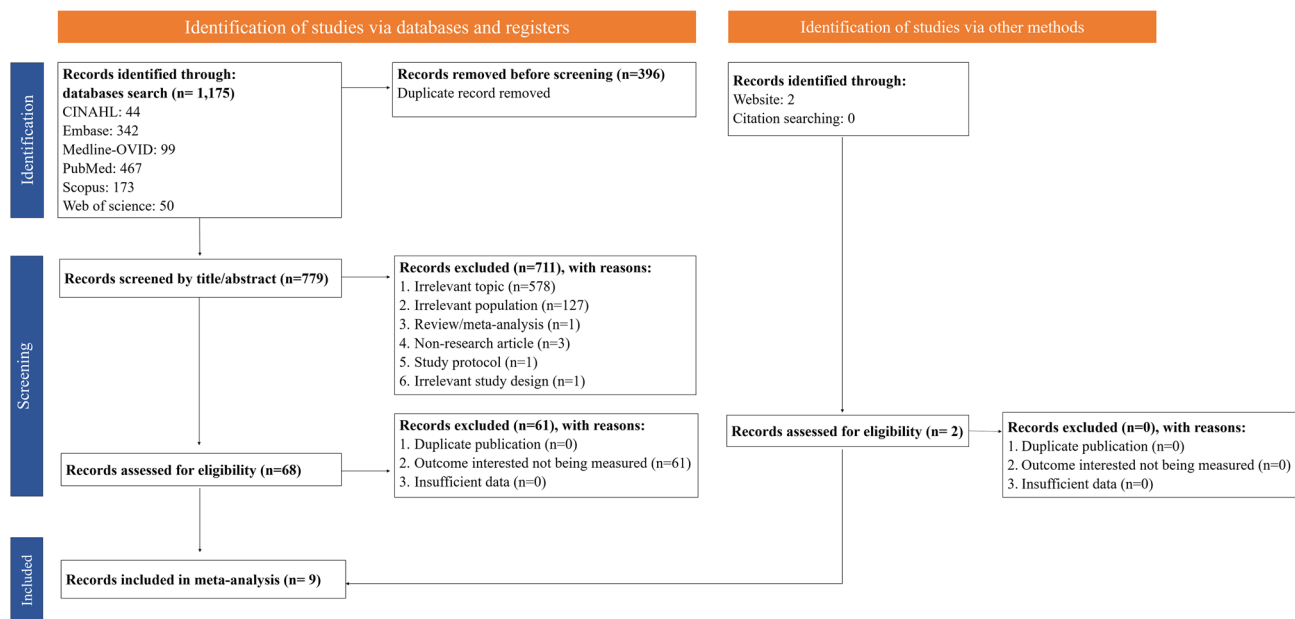 Identification of studies via databases and registers
Identification of studies via other methods
Identification
Records identified through:
databases search (n= 1,175)
CINAHL: 44
Embase: 342
Medline-OVID: 99
PubMed: 467
Scopus: 173
Web of science: 50
Records removed before screening (n=396)
Duplicate record removed
Records identified through:
Website: 2
Citation searching: 0
Screening
Records screened by title/abstract (n=779)
Records excluded (n=711), with reasons:
1. Irrelevant topic (n=578)
2. Irrelevant population (n=127)
3. Review/meta-analysis (n=1)
4. Non-research article (n=3)
5. Study protocol (n=1)
6. Irrelevant study design (n=1)
Records assessed for eligibility (n=68)
Records excluded (n=61), with reasons:
1. Duplicate publication (n=0)
2. Outcome interested not being measured (n=61)
3. Insufficient data (n=0)
Records assessed for eligibility (n= 2)
Records excluded (n=0), with reasons:
1. Duplicate publication (n=0)
2. Outcome interested not being measured (n=0)
3. Insufficient data (n=0)
Included
Records included in meta-analysis (n= 9)